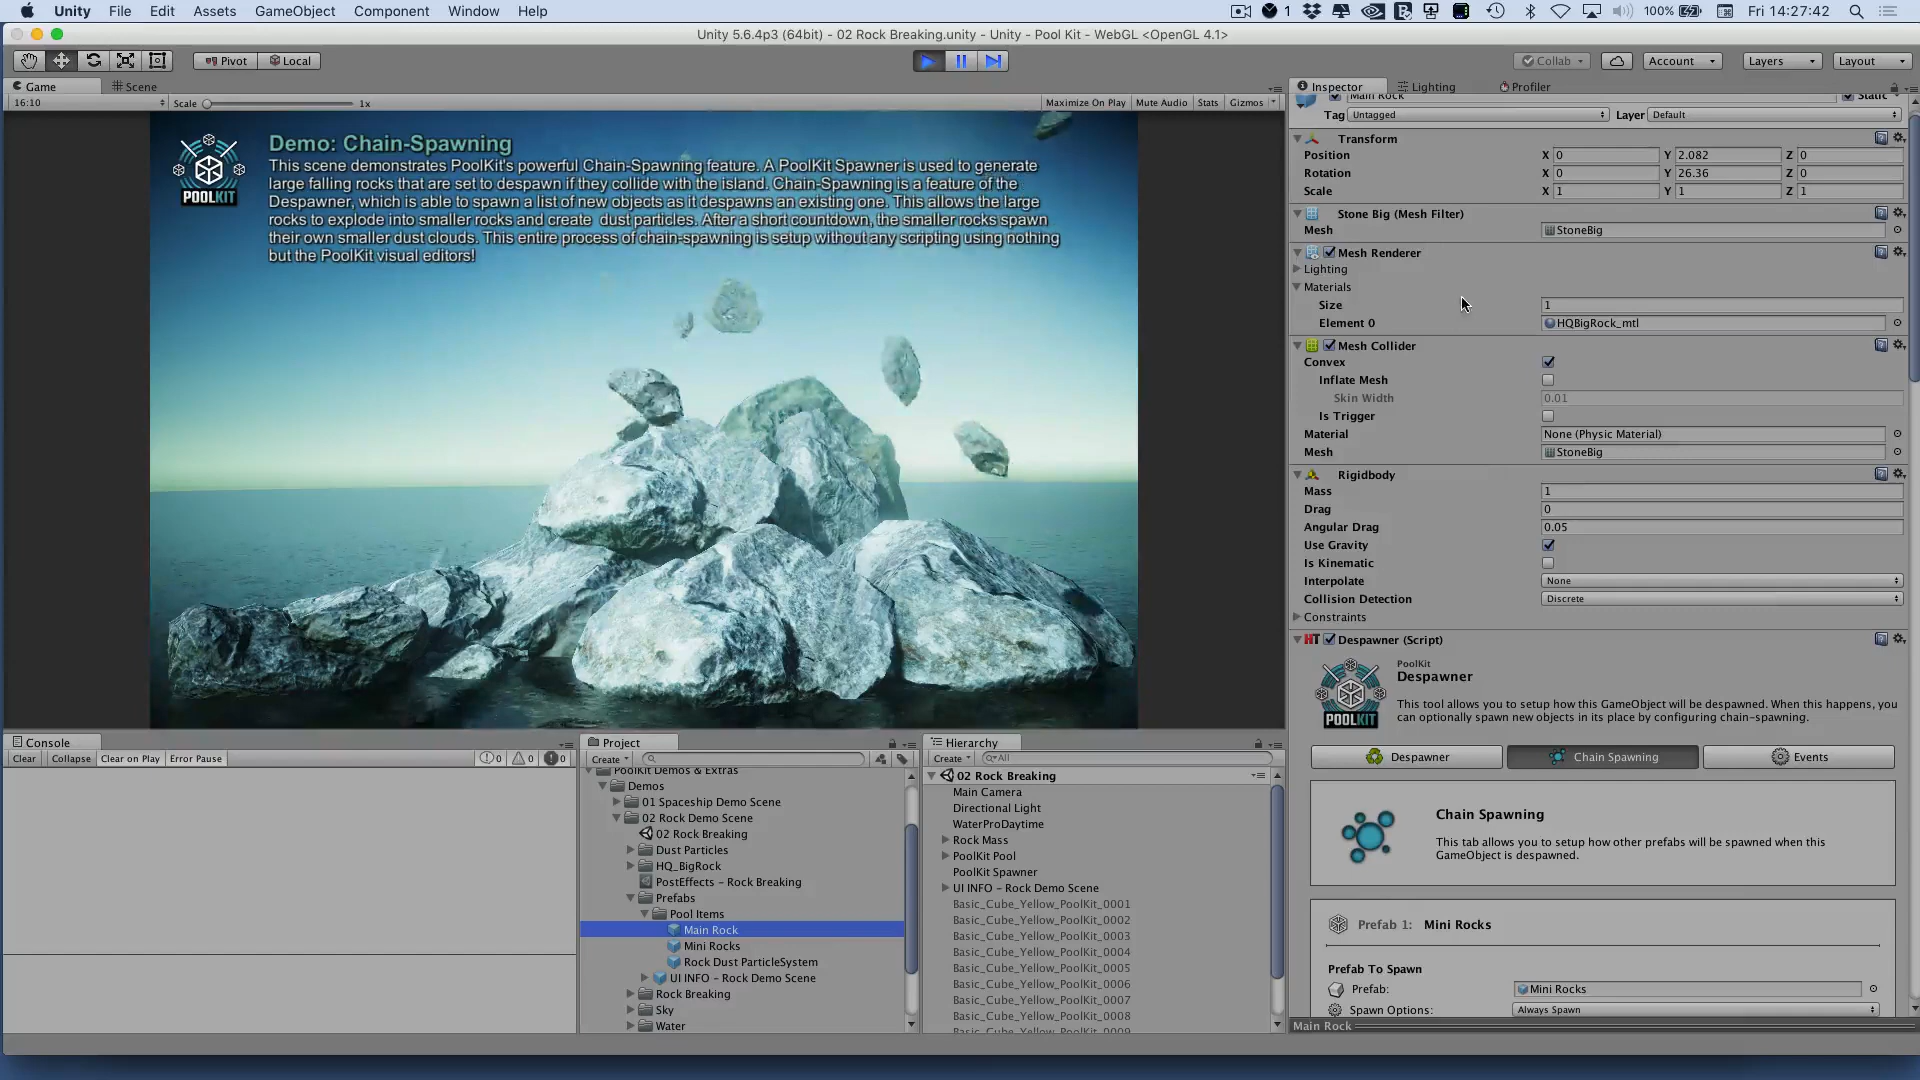 Unity File Edit Assets GameObject Component Window Help
1 100% Fri 14:27:42
Unity 5.6.4p3 (64bit) - 02 Rock Breaking.unity - Unity - Pool Kit - WebGL <OpenGL 4.1>
Pivot Local
Collab Account Layers Layout
Game Scene
16:10 Scale 1x Maximize On Play Mute Audio Stats Gizmos
POOLKIT
Demo: Chain-Spawning
This scene demonstrates PoolKit's powerful Chain-Spawning feature. A PoolKit Spawner is used to generate
large falling rocks that are set to despawn if they collide with the island. Chain-Spawning is a feature of the
Despawner, which is able to spawn a list of new objects as it despawns an existing one. This allows the large
rocks to explode into smaller rocks and create dust particles. After a short countdown, the smaller rocks spawn
their own smaller dust clouds. This entire process of chain-spawning is setup without any scripting using nothing
but the PoolKit visual editors!
Console
Clear Collapse Clear on Play Error Pause 0 0 0
Project
Create
PoolKit Demos & Extras
Demos
01 Spaceship Demo Scene
02 Rock Demo Scene
02 Rock Breaking
Dust Particles
HQ_BigRock
PostEffects - Rock Breaking
Prefabs
Pool Items
Main Rock
Mini Rocks
Rock Dust ParticleSystem
UI INFO - Rock Demo Scene
Rock Breaking
Sky
Water
Hierarchy
Create All
02 Rock Breaking
Main Camera
Directional Light
WaterProDaytime
Rock Mass
PoolKit Pool
PoolKit Spawner
UI INFO - Rock Demo Scene
Basic_Cube_Yellow_PoolKit_0001
Basic_Cube_Yellow_PoolKit_0002
Basic_Cube_Yellow_PoolKit_0003
Basic_Cube_Yellow_PoolKit_0004
Basic_Cube_Yellow_PoolKit_0005
Basic_Cube_Yellow_PoolKit_0006
Basic_Cube_Yellow_PoolKit_0007
Basic_Cube_Yellow_PoolKit_0008
Basic_Cube_Yellow_PoolKit_0009
Inspector Lighting Profiler
Main Rock Static
Tag Untagged Layer Default
Transform
Position X 0 Y 2.082 Z 0
Rotation X 0 Y 26.36 Z 0
Scale X 1 Y 1 Z 1
Stone Big (Mesh Filter)
Mesh StoneBig
Mesh Renderer
Lighting
Materials
Size 1
Element 0 HQBigRock_mtl
Mesh Collider
Convex
Inflate Mesh
Skin Width 0.01
Is Trigger
Material None (Physic Material)
Mesh StoneBig
Rigidbody
Mass 1
Drag 0
Angular Drag 0.05
Use Gravity
Is Kinematic
Interpolate None
Collision Detection Discrete
Constraints
HT Despawner (Script)
POOLKIT
PoolKit
Despawner
This tool allows you to setup how this GameObject will be despawned. When this happens, you
can optionally spawn new objects in its place by configuring chain-spawning.
Despawner Chain Spawning Events
Chain Spawning
This tab allows you to setup how other prefabs will be spawned when this
GameObject is despawned.
Prefab 1: Mini Rocks
Prefab To Spawn
Prefab: Mini Rocks
Spawn Options: Always Spawn
Main Rock